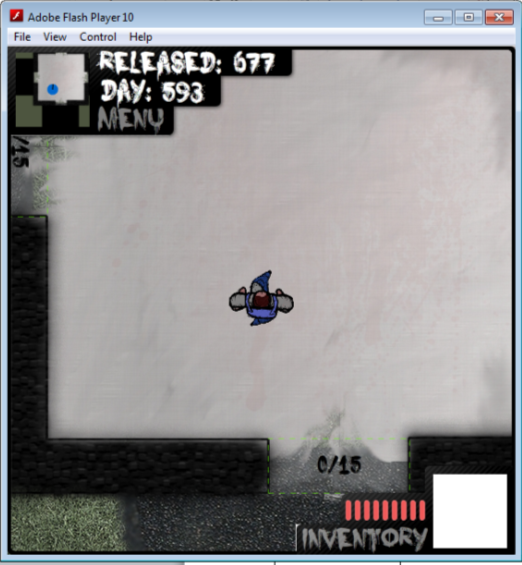 Adobe Flash Player 10
File View Control Help
RELEASED: 677
DAY: 593
MENU
/15
0/15
INVENTORY